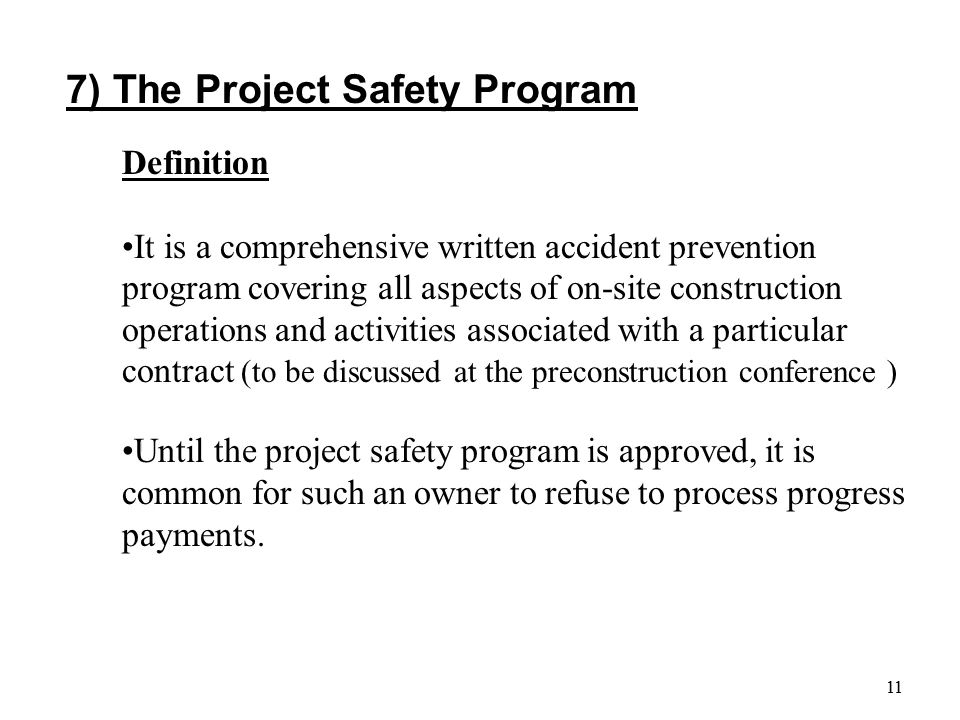 7) The Project Safety Program
Definition
•It is a comprehensive written accident prevention
program covering all aspects of on-site construction
operations and activities associated with a particular
contract (to be discussed at the preconstruction conference )
•Until the project safety program is approved, it is
common for such an owner to refuse to process progress
payments.
11